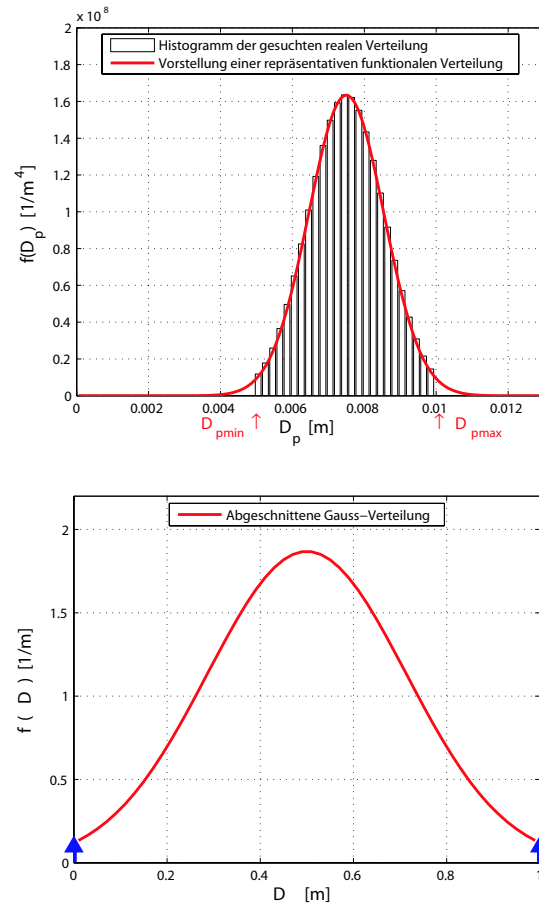 x 10^8
2
Histogramm der gesuchten realen Verteilung
Vorstellung einer repräsentativen funktionalen Verteilung
1.8
1.6
1.4
1.2
1
0.8
0.6
0.4
0.2
0
f(D_p) [1/m^4]
0 0.002 0.004 0.006 0.008 0.01 0.012
D_pmin ↑ D_p [m] ↑ D_pmax
Abgeschnittene Gauss−Verteilung
2
1.5
1
0.5
0
f ( D ) [1/m]
0 0.2 0.4 0.6 0.8 1
D [m]